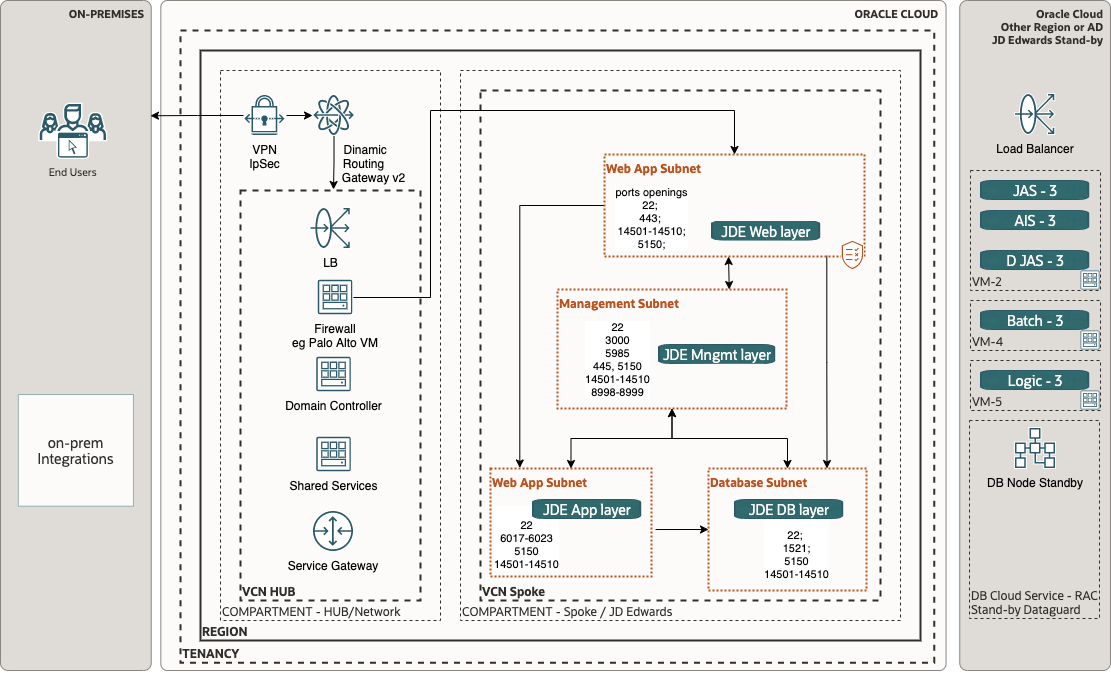 ON-PREMISES
End Users
on-prem
Integrations
ORACLE CLOUD
VPN
IpSec
Dinamic
Routing
Gateway v2
LB
Firewall
eg Palo Alto VM
Domain Controller
Shared Services
Service Gateway
VCN HUB
COMPARTMENT - HUB/Network
Web App Subnet
ports openings
22;
443;
14501-14510;
5150;
JDE Web layer
Management Subnet
22
3000
5985
445, 5150
14501-14510
8998-8999
JDE Mngmt layer
Web App Subnet
JDE App layer
22
6017-6023
5150
14501-14510
Database Subnet
JDE DB layer
22;
1521;
5150
14501-14510
VCN Spoke
COMPARTMENT - Spoke / JD Edwards
REGION
TENANCY
Oracle Cloud
Other Region or AD
JD Edwards Stand-by
Load Balancer
JAS - 3
AIS - 3
D JAS - 3
VM-2
Batch - 3
VM-4
Logic - 3
VM-5
DB Node Standby
DB Cloud Service - RAC
Stand-by Dataguard